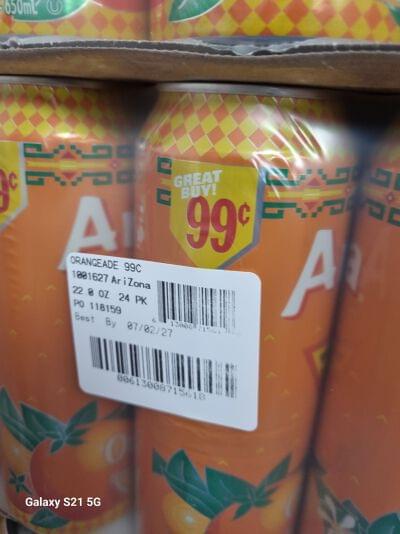 650mL
GREAT
BUY!
99¢
¢
ORANGEADE 99C
1001627 AriZona
22.0 OZ 24 PK
PO 118159
Best By 07/02/27
00613008715618
Galaxy S21 5G